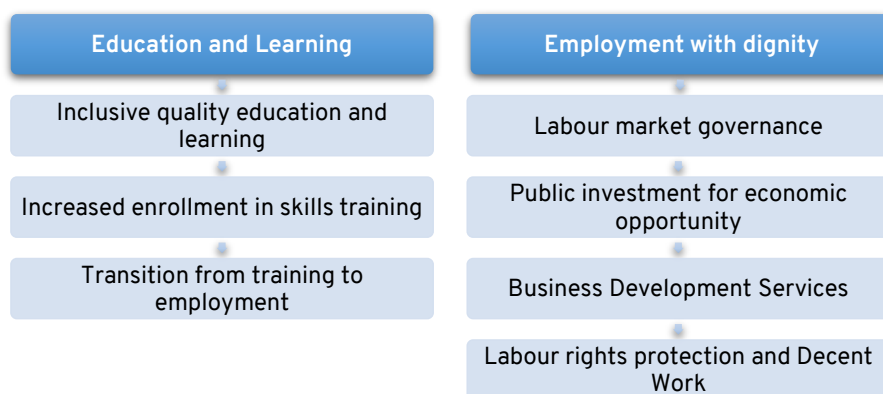 Education and Learning
Inclusive quality education and
learning
Increased enrollment in skills training
Transition from training to
employment
Employment with dignity
Labour market governance
Public investment for economic
opportunity
Business Development Services
Labour rights protection and Decent
Work